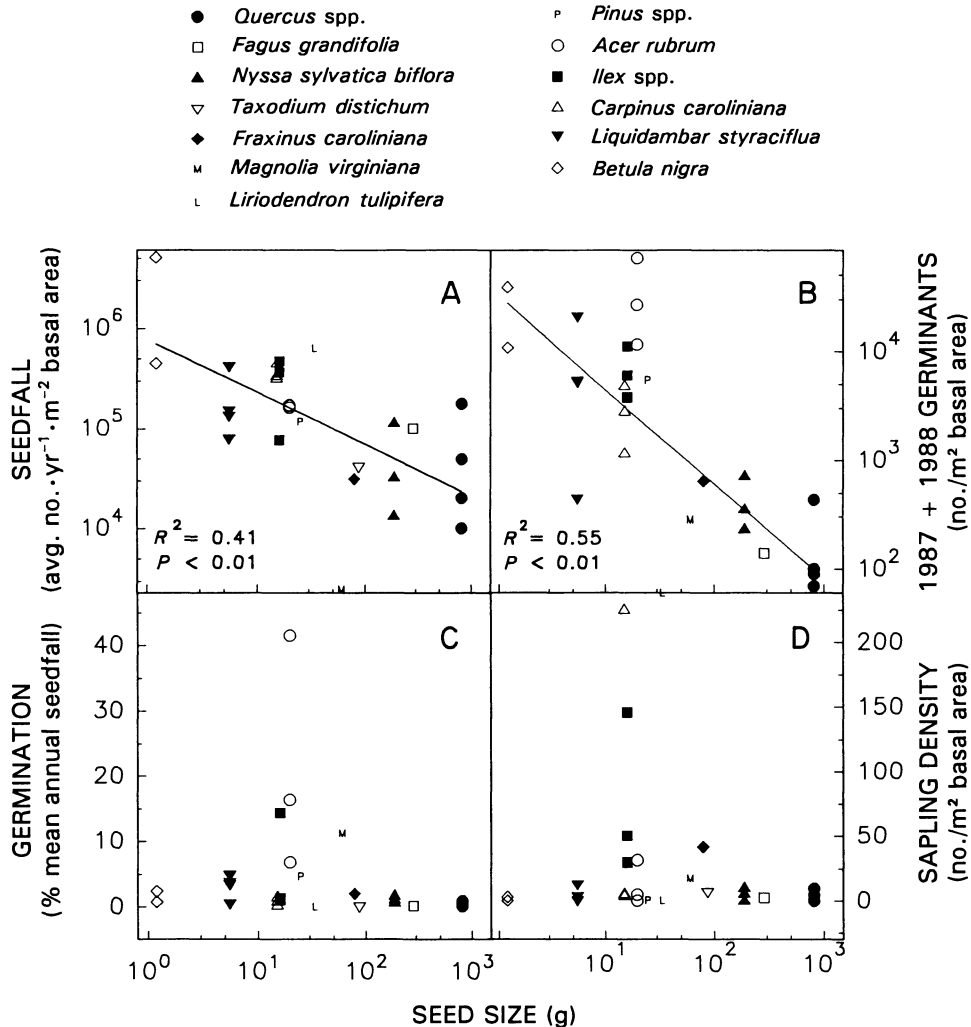 ● Quercus spp.
□ Fagus grandifolia
▲ Nyssa sylvatica biflora
▽ Taxodium distichum
◆ Fraxinus caroliniana
M Magnolia virginiana
L Liriodendron tulipifera
P Pinus spp.
○ Acer rubrum
■ Ilex spp.
△ Carpinus caroliniana
▼ Liquidambar styraciflua
◇ Betula nigra
SEEDFALL
(avg. no.·yr⁻¹·m⁻² basal area)
10⁶
10⁵
10⁴
A
L
P
M
R² = 0.41
P < 0.01
B
P
M
L
R² = 0.55
P < 0.01
10⁴
10³
10²
1987 + 1988 GERMINANTS
(no./m² basal area)
GERMINATION
(% mean annual seedfall)
40
30
20
10
0
C
M
P
L
D
M
P
L
200
150
100
50
0
SAPLING DENSITY
(no./m² basal area)
10⁰ 10¹ 10² 10³
10¹ 10² 10³
SEED SIZE (g)